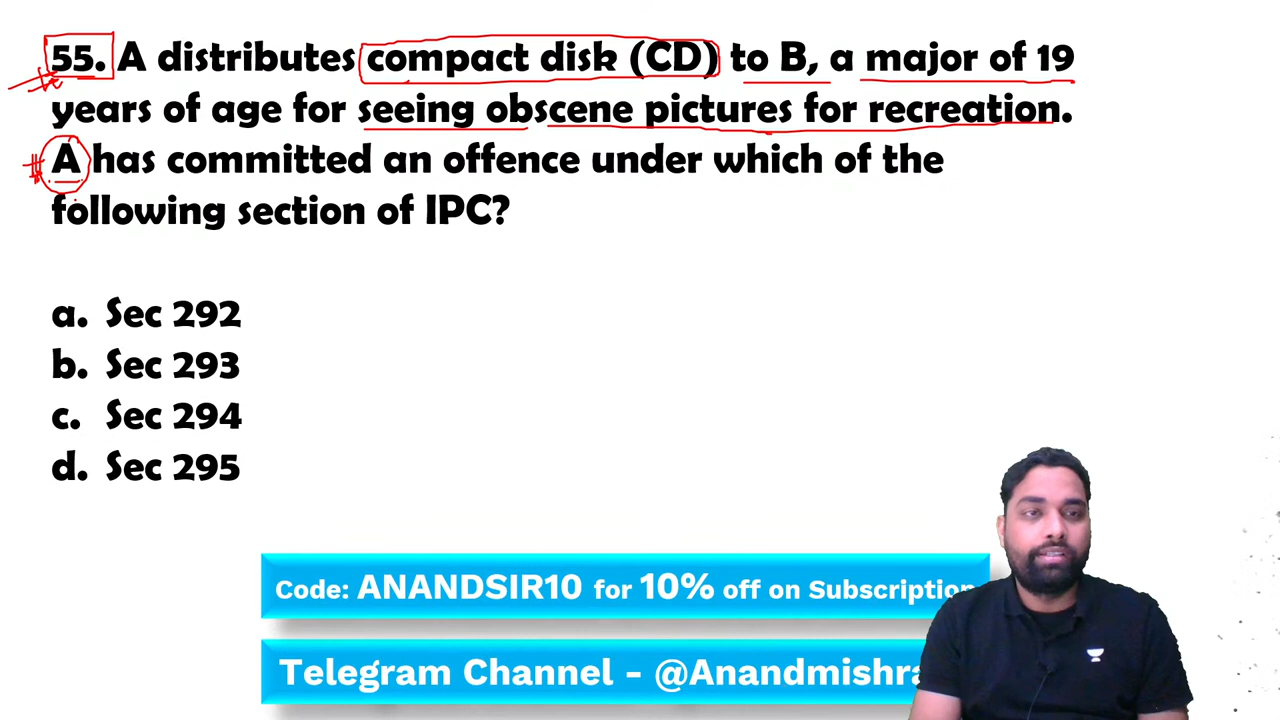 55. A distributes compact disk (CD) to B, a major of 19
years of age for seeing obscene pictures for recreation.
A has committed an offence under which of the
following section of IPC?
a. Sec 292
b. Sec 293
c. Sec 294
d. Sec 295
Code: ANANDSIR10 for 10% off on Subscription
Telegram Channel - @Anandmishra